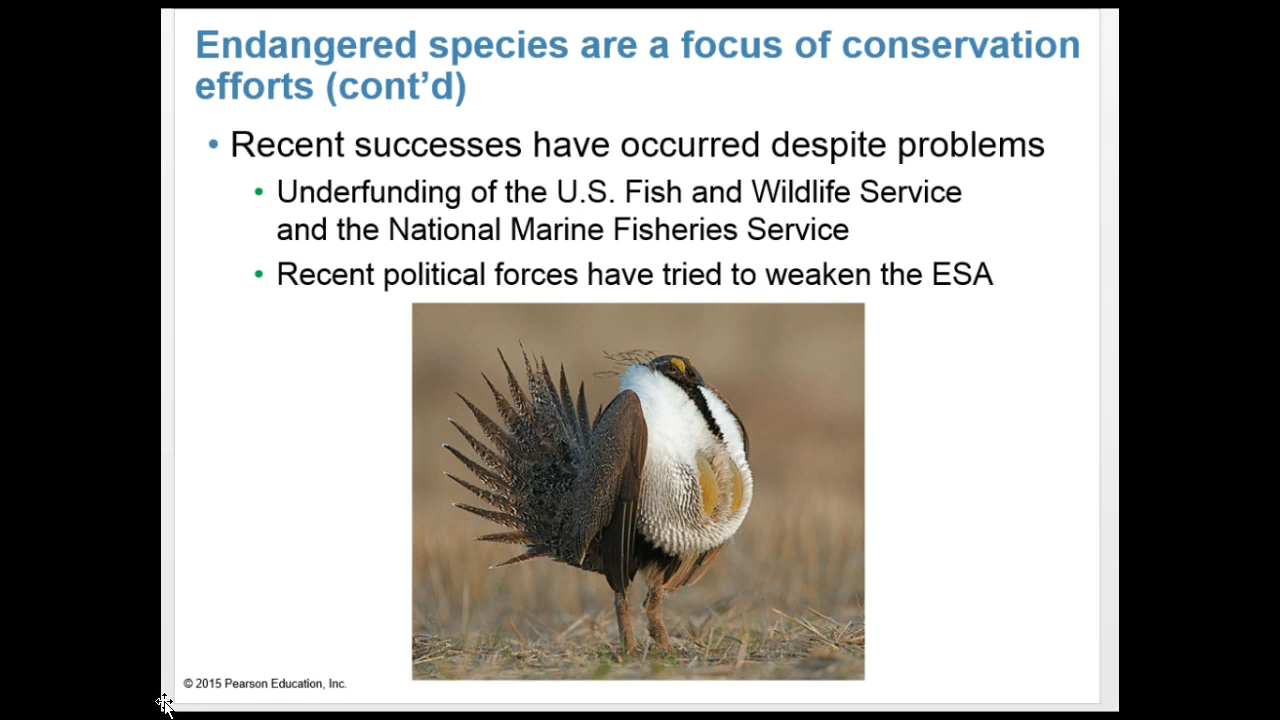 Endangered species are a focus of conservation
efforts (cont’d)
• Recent successes have occurred despite problems
• Underfunding of the U.S. Fish and Wildlife Service
and the National Marine Fisheries Service
• Recent political forces have tried to weaken the ESA
© 2015 Pearson Education, Inc.